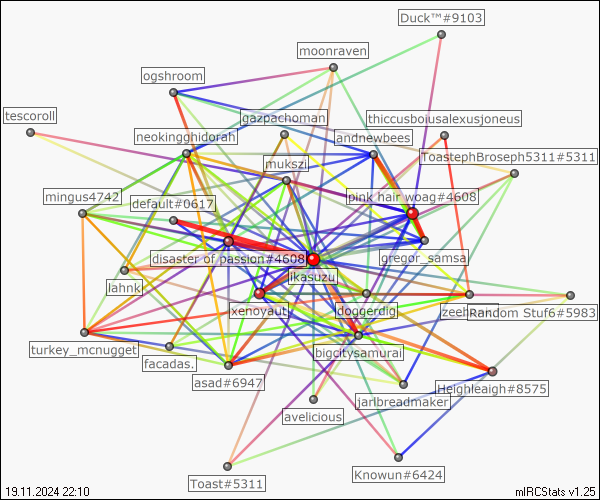 Duck™#9103
moonraven
ogshroom
tescoroll
gazpachoman
thiccusboiusalexusjoneus
neokingghidorah
andnewbees
ToastephBroseph5311#5311
mukszi
mingus4742
default#0617
pink hair woag#4608
disaster of passion#4608
gregor_samsa
ikasuzu
lahnk
xenoyaut
doggerdig
Random Stuf6#5983
turkey_mcnugget
bigcitysamurai
facadas.
asad#6947
Heighleaigh#8575
jarlbreadmaker
avelicious
Knowun#6424
Toast#5311
19.11.2024 22:10
mIRCStats v1.25